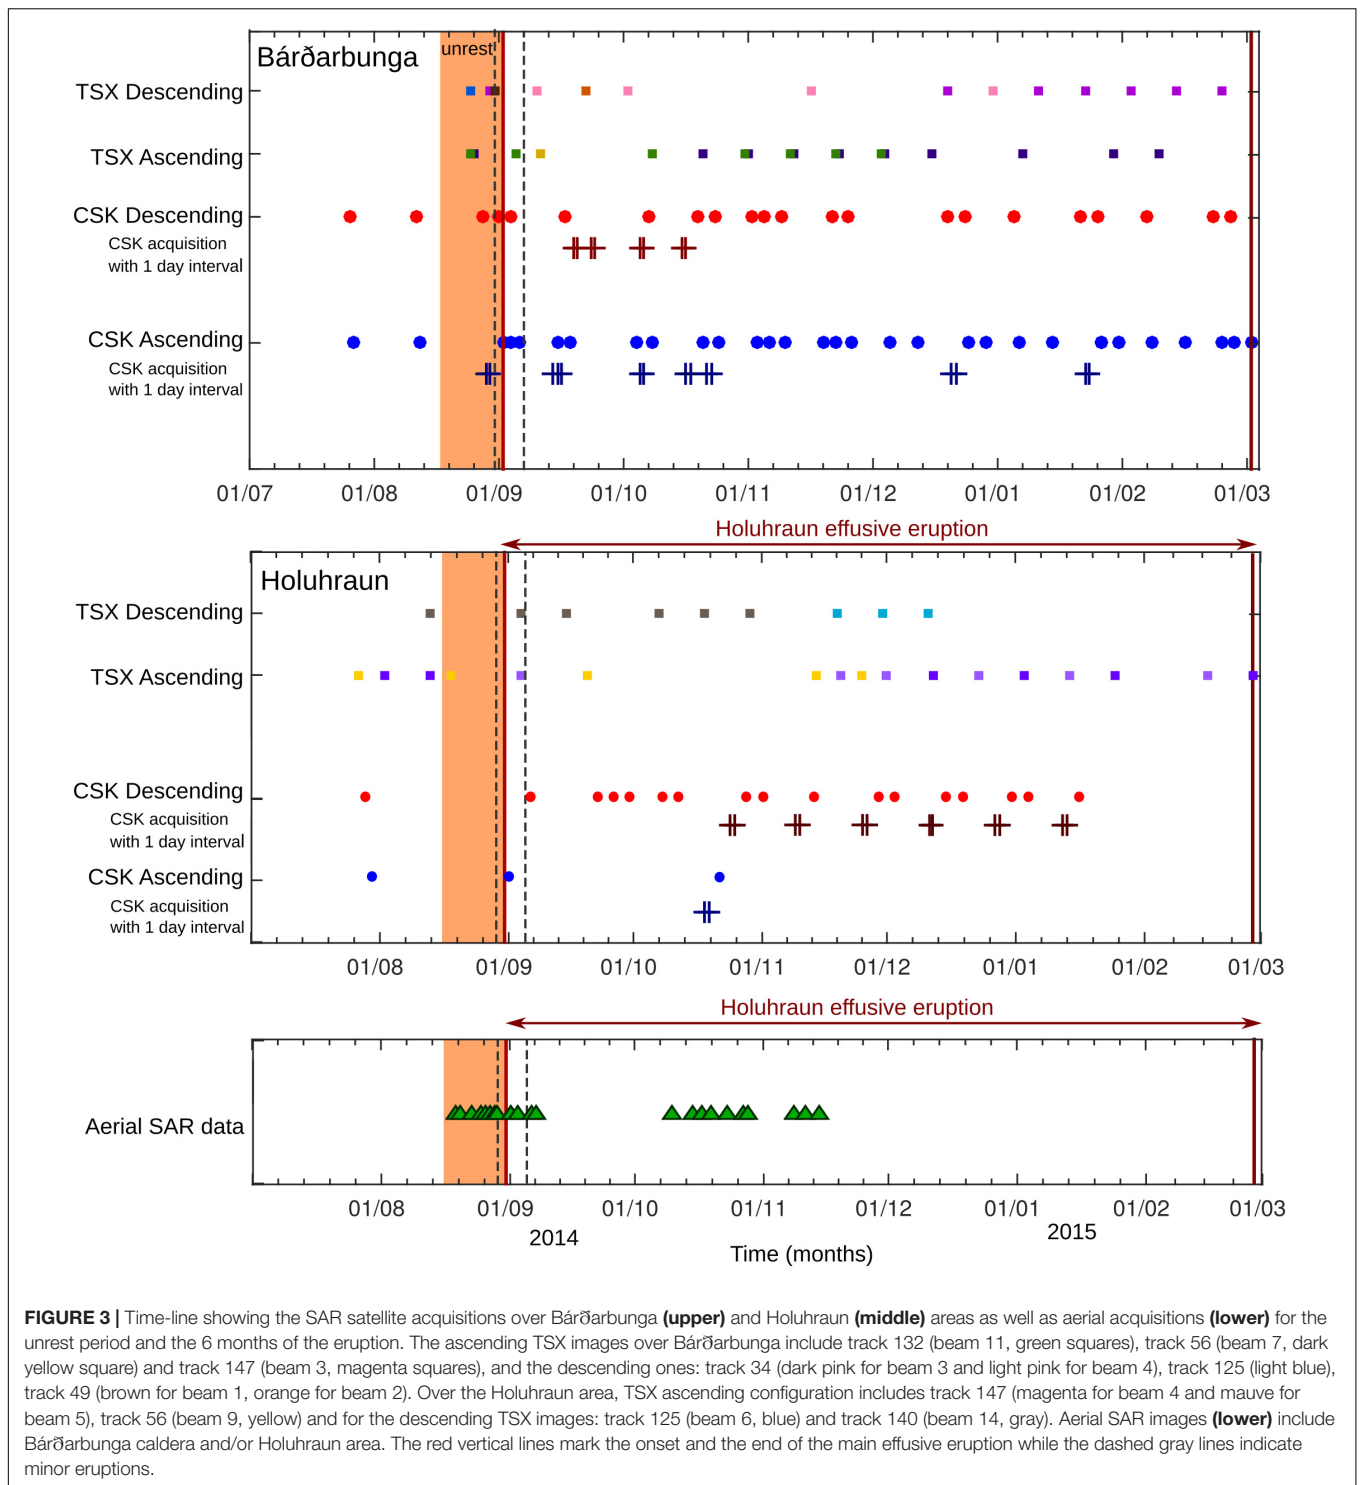 Bárðarbunga
unrest
TSX Descending
TSX Ascending
CSK Descending
CSK acquisition
with 1 day interval
CSK Ascending
CSK acquisition
with 1 day interval
01/07 01/08 01/09 01/10 01/11 01/12 01/01 01/02 01/03
Holuhraun effusive eruption
Holuhraun
TSX Descending
TSX Ascending
CSK Descending
CSK acquisition
with 1 day interval
CSK Ascending
CSK acquisition
with 1 day interval
01/08 01/09 01/10 01/11 01/12 01/01 01/02 01/03
Holuhraun effusive eruption
Aerial SAR data
01/08 01/09 01/10 01/11 01/12 01/01 01/02 01/03
2014 2015
Time (months)
FIGURE 3 | Time-line showing the SAR satellite acquisitions over Bárðarbunga (upper) and Holuhraun (middle) areas as well as aerial acquisitions (lower) for the
unrest period and the 6 months of the eruption. The ascending TSX images over Bárðarbunga include track 132 (beam 11, green squares), track 56 (beam 7, dark
yellow square) and track 147 (beam 3, magenta squares), and the descending ones: track 34 (dark pink for beam 3 and light pink for beam 4), track 125 (light blue),
track 49 (brown for beam 1, orange for beam 2). Over the Holuhraun area, TSX ascending configuration includes track 147 (magenta for beam 4 and mauve for
beam 5), track 56 (beam 9, yellow) and for the descending TSX images: track 125 (beam 6, blue) and track 140 (beam 14, gray). Aerial SAR images (lower) include
Bárðarbunga caldera and/or Holuhraun area. The red vertical lines mark the onset and the end of the main effusive eruption while the dashed gray lines indicate
minor eruptions.